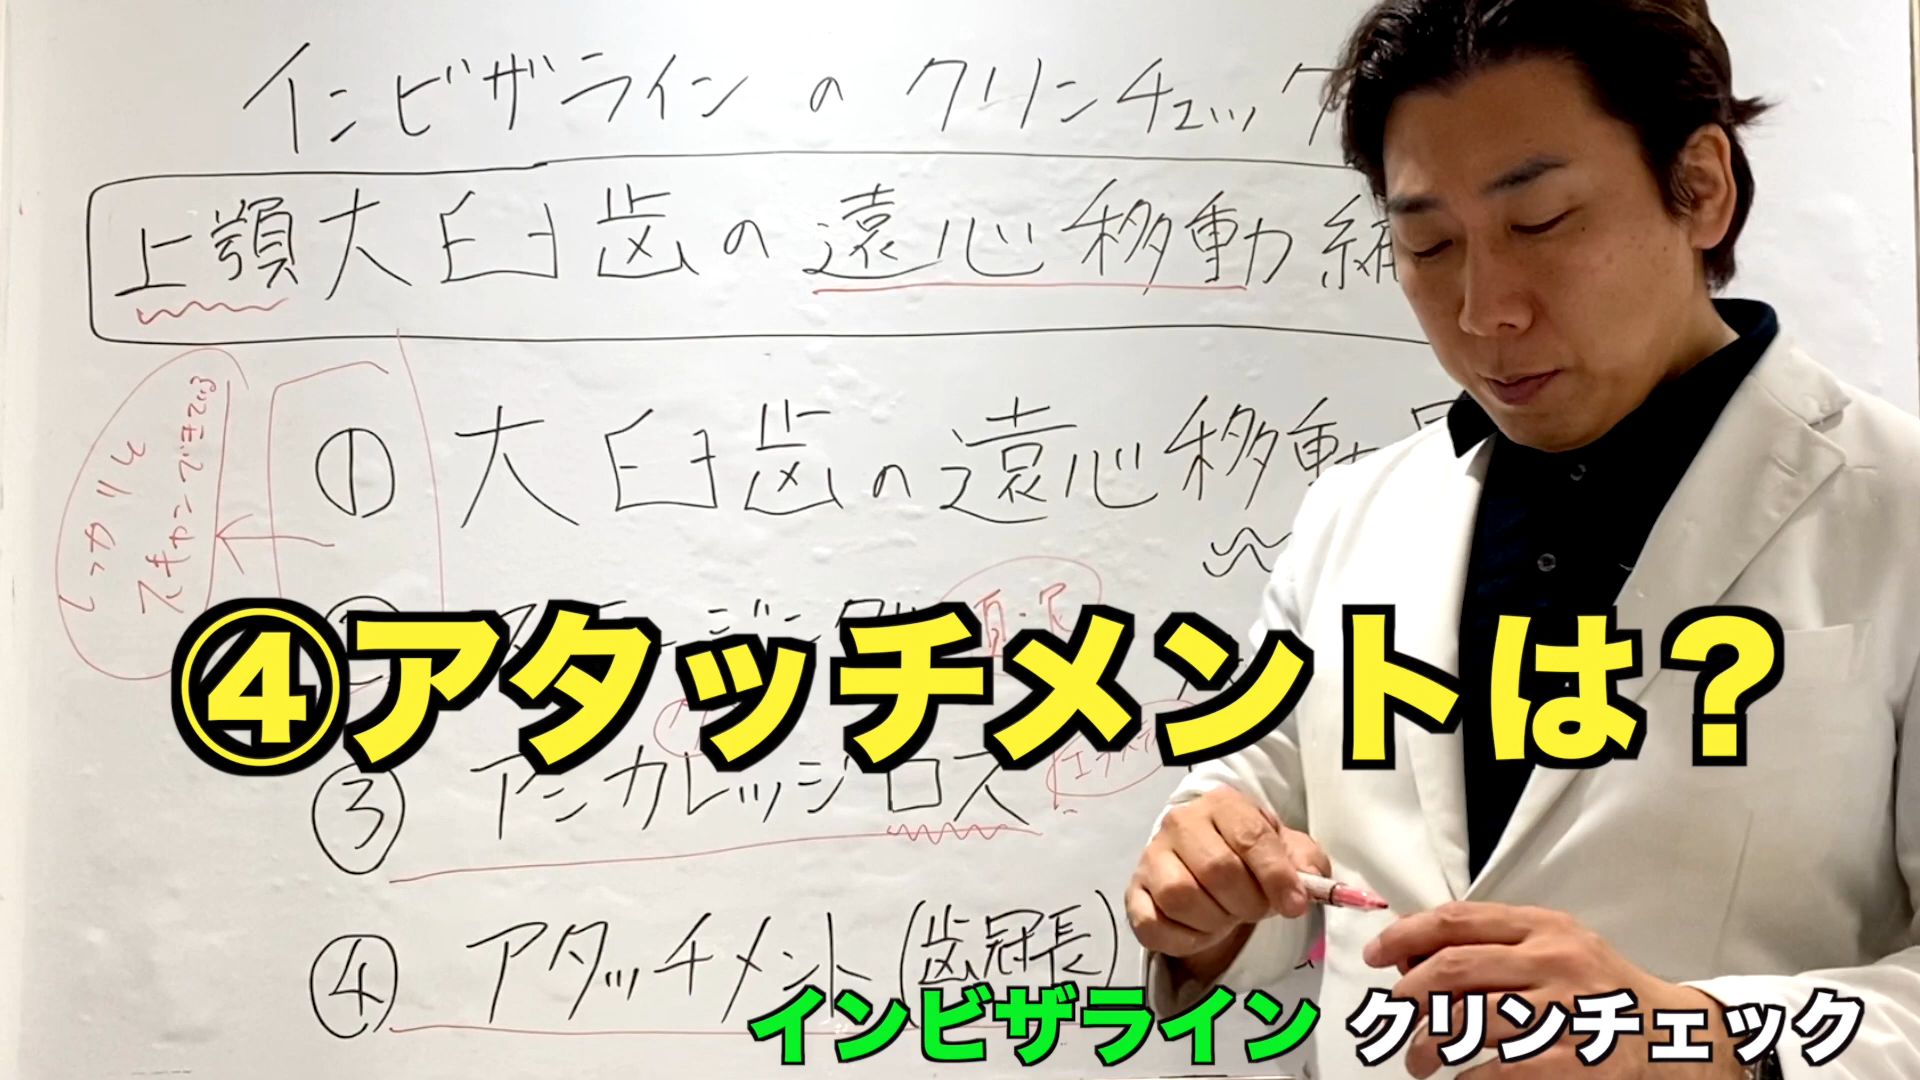 インビザラインのクリンチェック
上顎大臼歯の遠心移動編
しっかりと
スキャンできている
① 大臼歯の遠心移動
④アタッチメントは?
③ アンカレッジロス
④ アタッチメント(歯冠長)
インビザライン クリンチェック